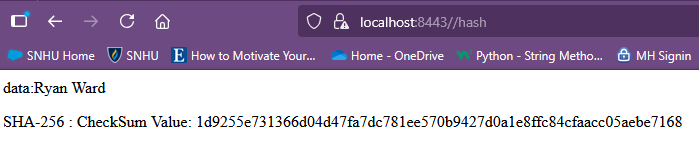 localhost:8443//hash
SNHU Home SNHU How to Motivate Your... Home - OneDrive Python - String Metho... MH Signin
data:Ryan Ward
SHA-256 : CheckSum Value: 1d9255e731366d04d47fa7dc781ee570b9427d0a1e8ffc84cfaacc05aebe7168